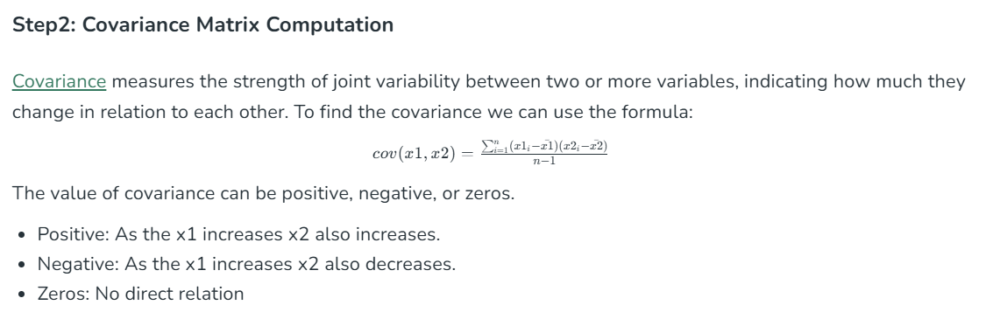 Step2: Covariance Matrix Computation
Covariance measures the strength of joint variability between two or more variables, indicating how much they
change in relation to each other. To find the covariance we can use the formula:
cov(x1, x2) = \frac{\sum_{i=1}^{n}(x1_i-\bar{x1})(x2_i-\bar{x2})}{n-1}
The value of covariance can be positive, negative, or zeros.
• Positive: As the x1 increases x2 also increases.
• Negative: As the x1 increases x2 also decreases.
• Zeros: No direct relation